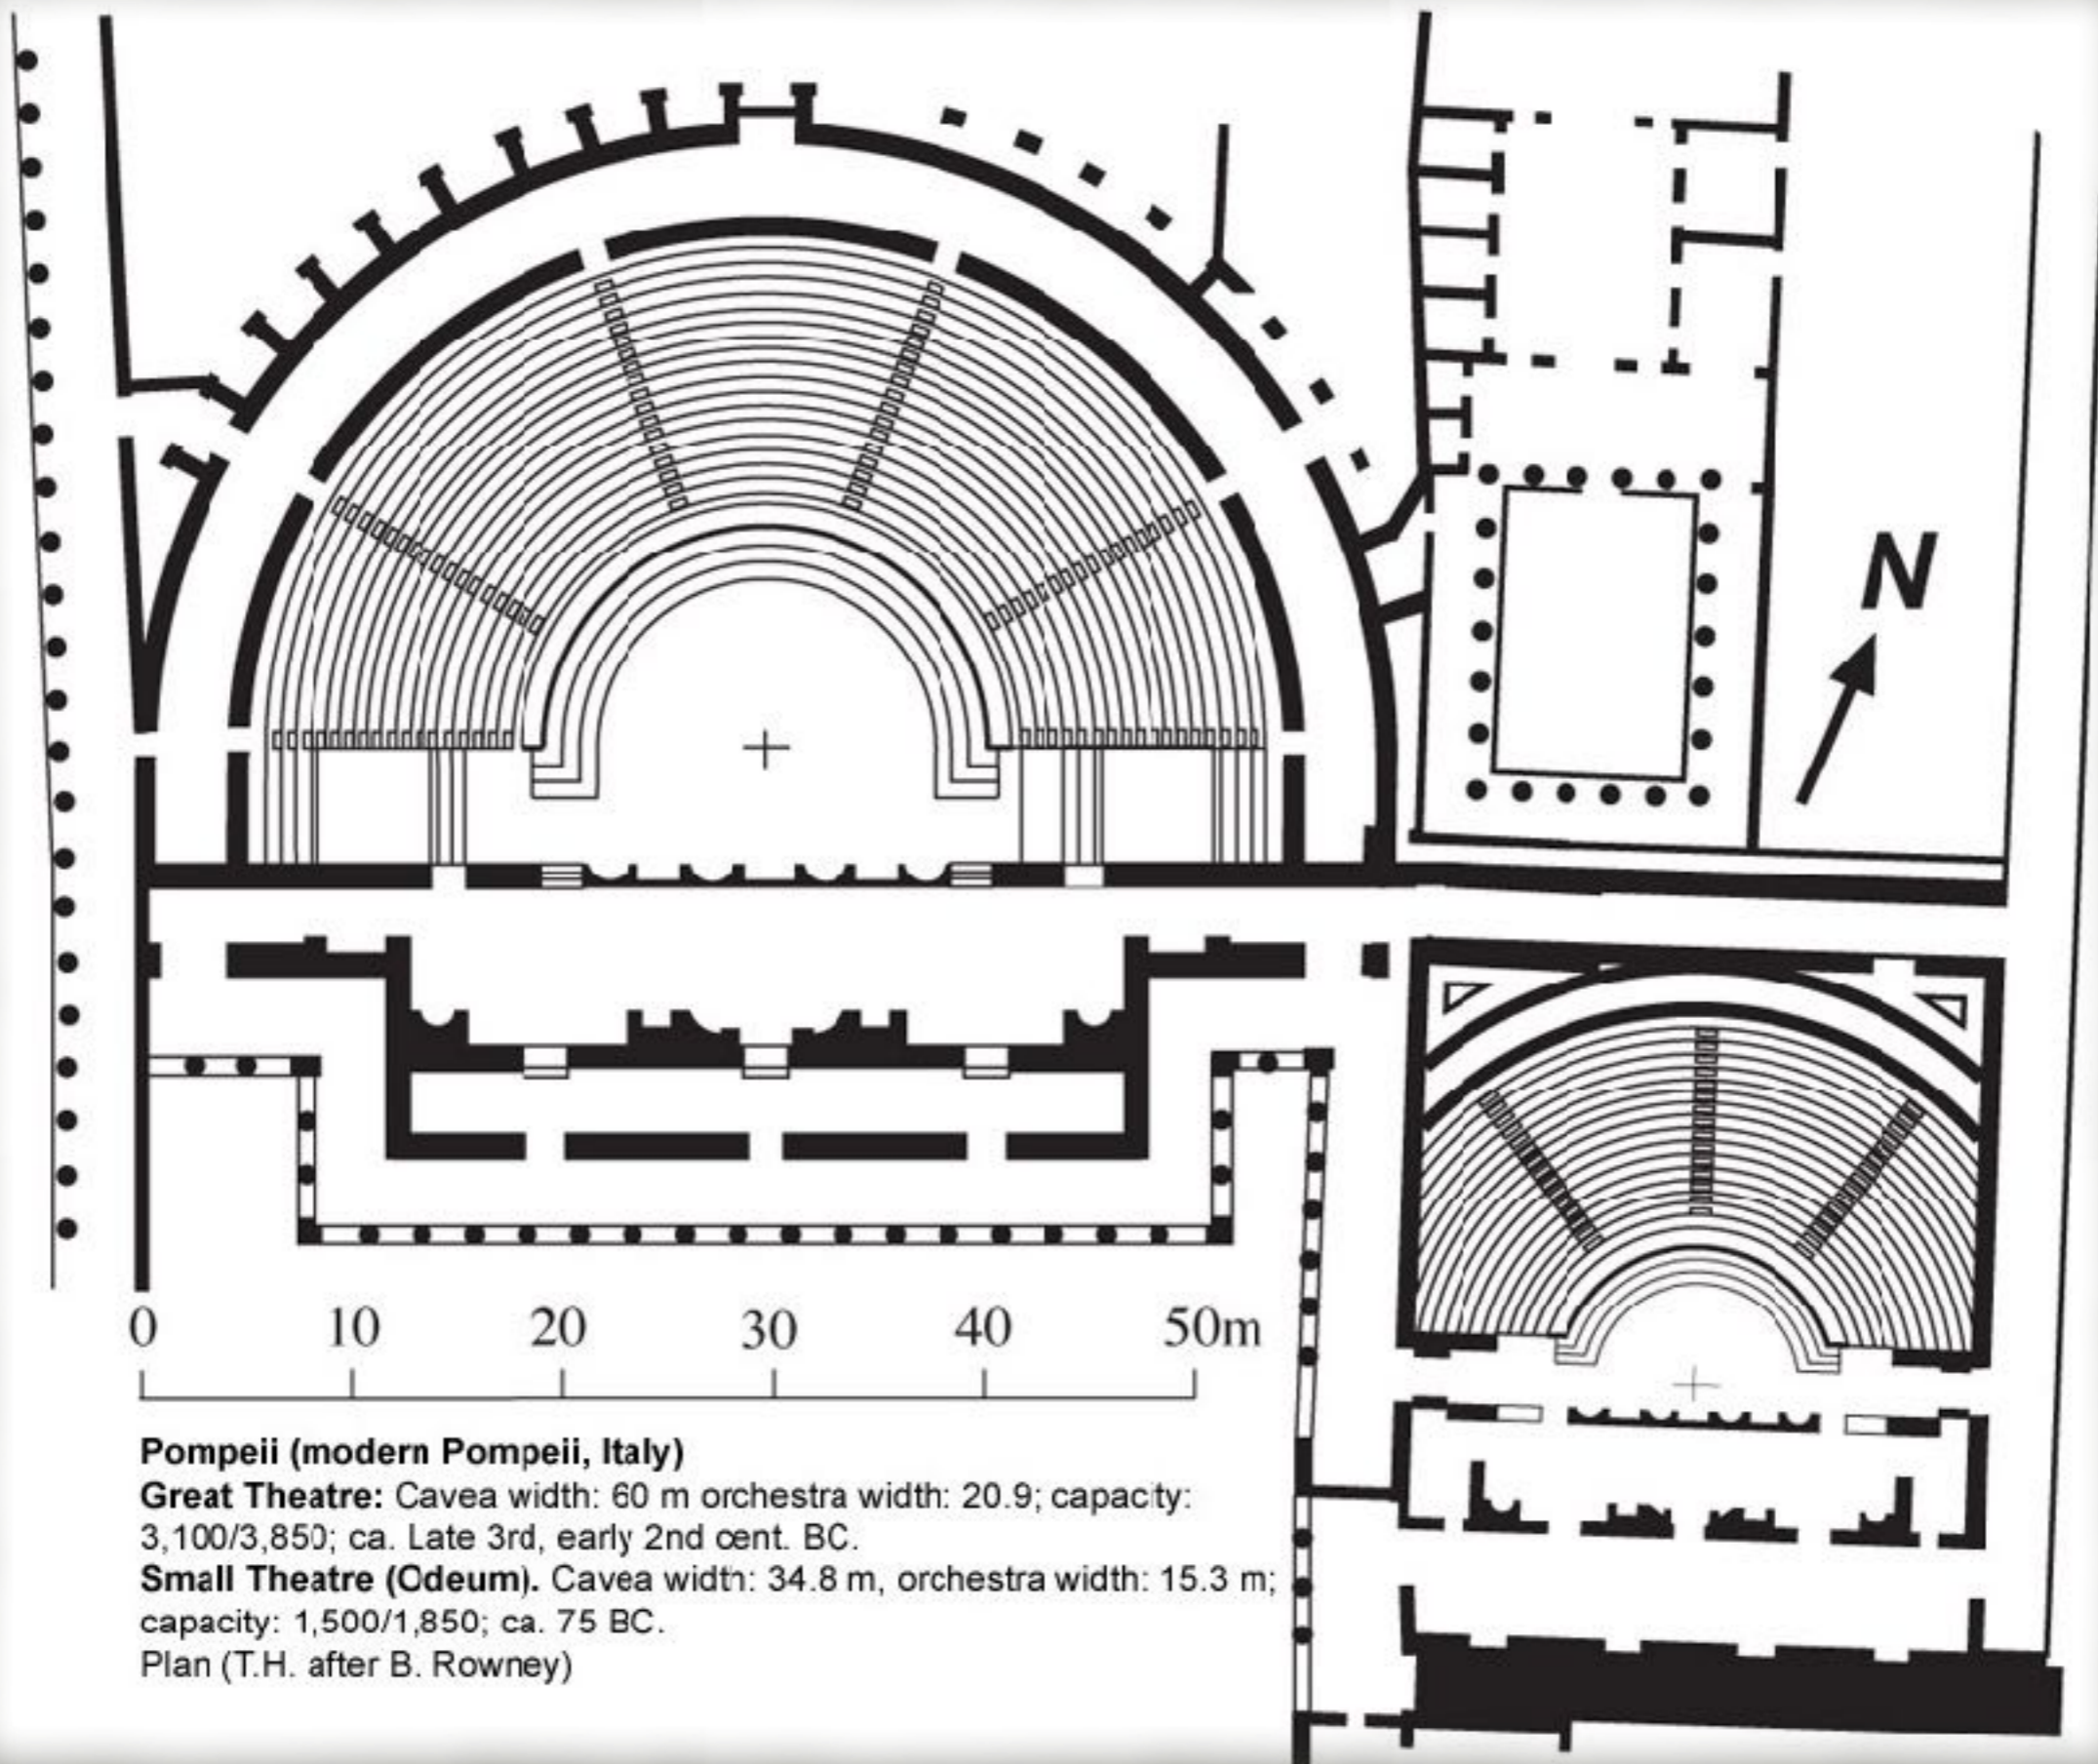 N
0 10 20 30 40 50m
Pompeii (modern Pompeii, Italy)
Great Theatre: Cavea width: 60 m orchestra width: 20.9; capacity:
3,100/3,850; ca. Late 3rd, early 2nd cent. BC.
Small Theatre (Odeum). Cavea width: 34.8 m, orchestra width: 15.3 m;
capacity: 1,500/1,850; ca. 75 BC.
Plan (T.H. after B. Rowney)